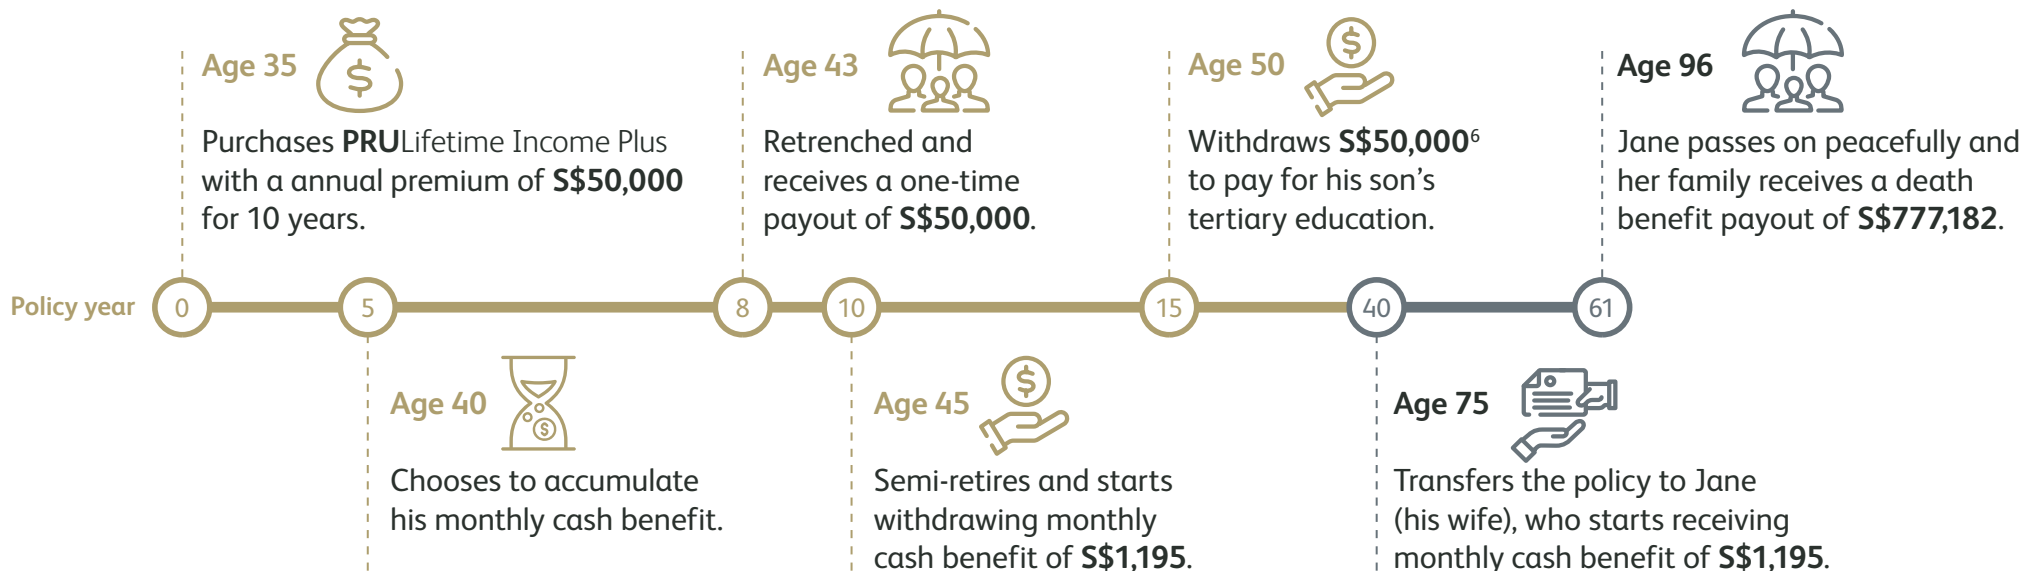 Age 35
Purchases PRULifetime Income Plus
with a annual premium of S$50,000
for 10 years.
Age 43
Retrenched and
receives a one-time
payout of S$50,000.
Age 50
Withdraws S$50,000⁶
to pay for his son's
tertiary education.
Age 96
Jane passes on peacefully and
her family receives a death
benefit payout of S$777,182.
Policy year 0 5 8 10 15 40 61
Age 40
Chooses to accumulate
his monthly cash benefit.
Age 45
Semi-retires and starts
withdrawing monthly
cash benefit of S$1,195.
Age 75
Transfers the policy to Jane
(his wife), who starts receiving
monthly cash benefit of S$1,195.